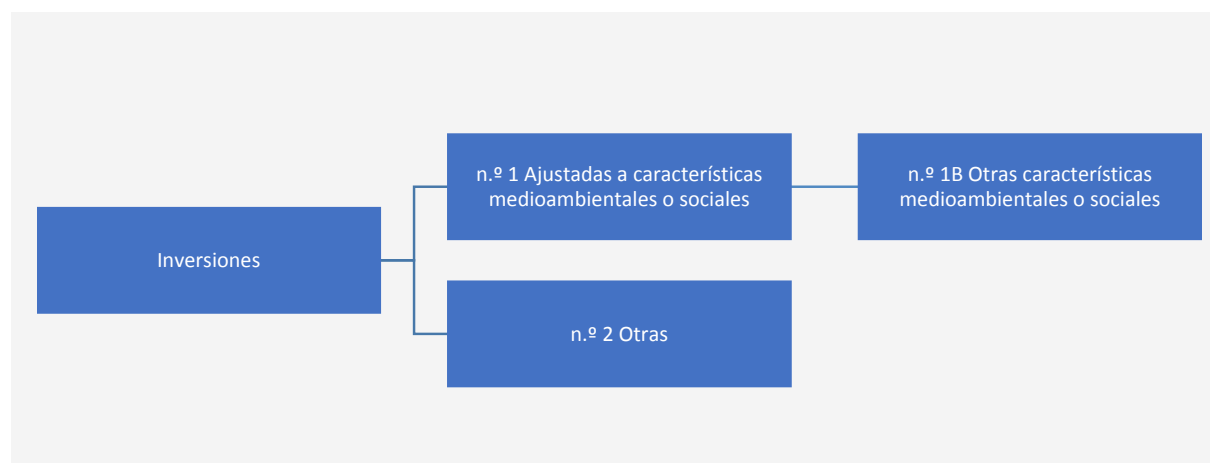 n.º 1 Ajustadas a características
medioambientales o sociales
n.º 1B Otras características
medioambientales o sociales
Inversiones
n.º 2 Otras